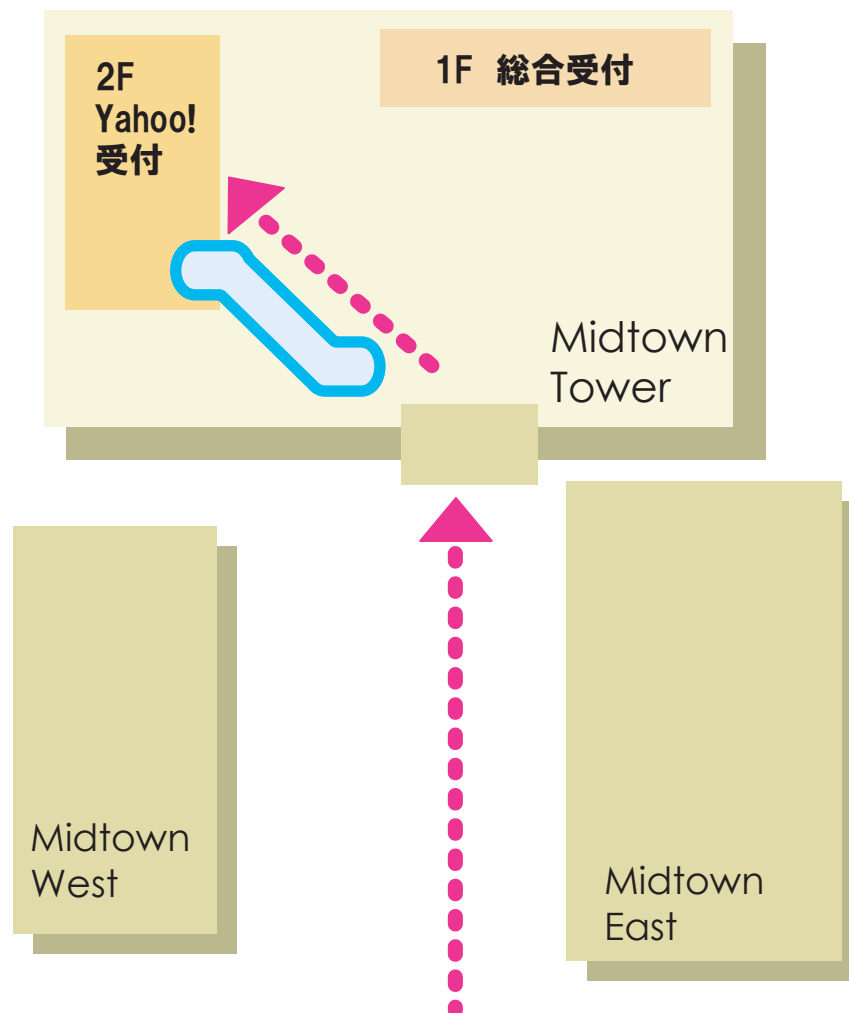 2F
Yahoo!
受付
1F 総合受付
Midtown
Tower
Midtown
West
Midtown
East